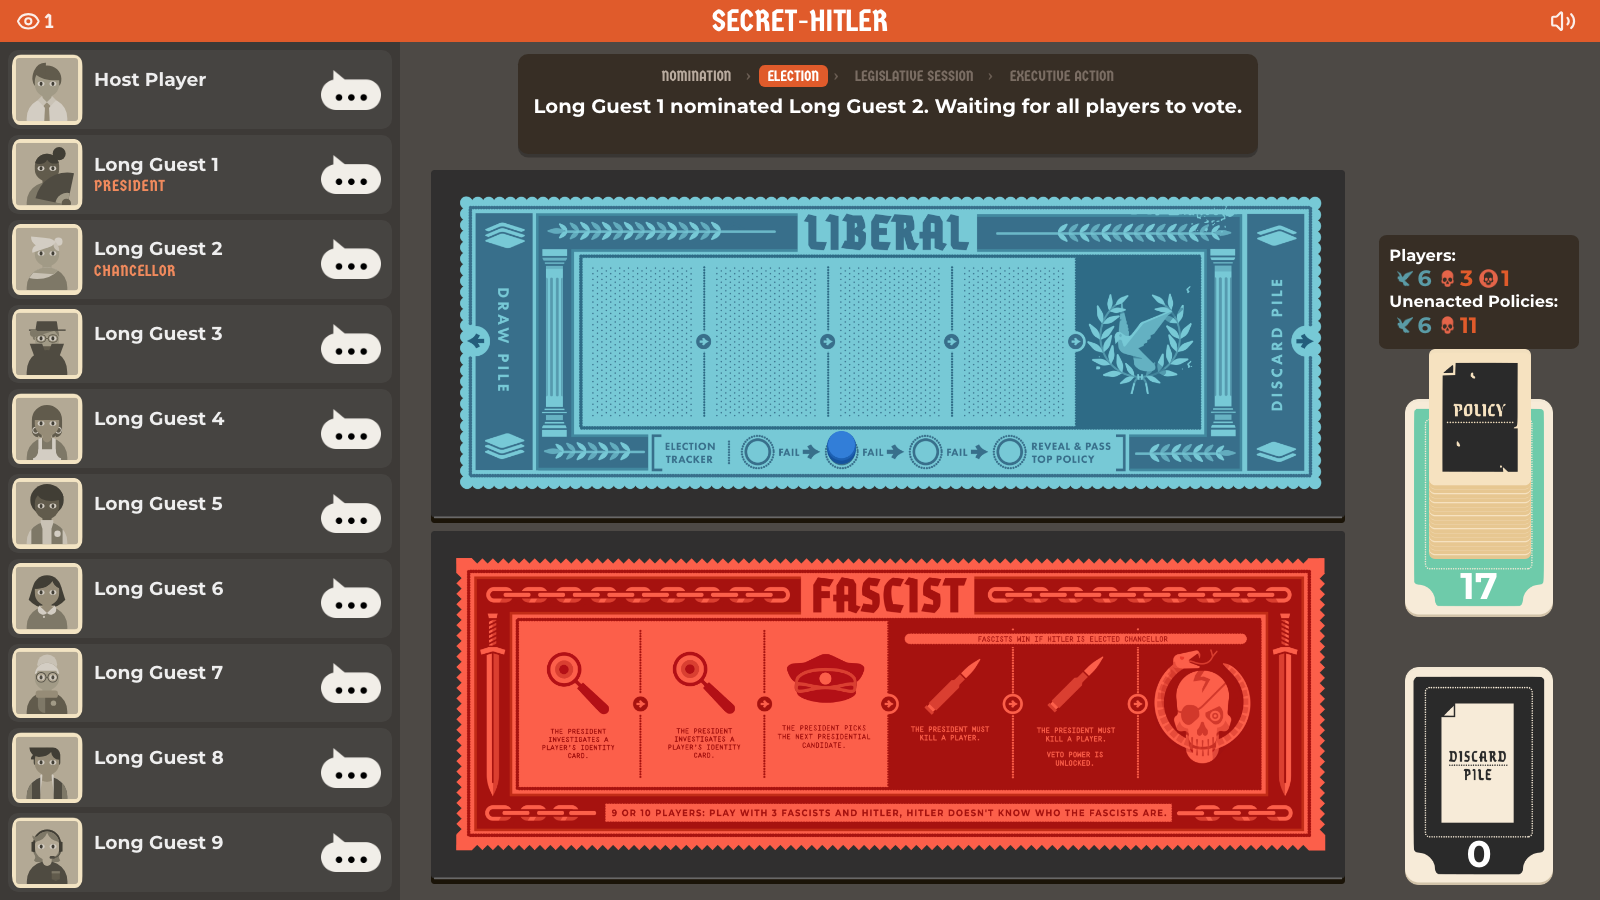 1
SECRET-HITLER
Host Player
Long Guest 1
PRESIDENT
Long Guest 2
CHANCELLOR
Long Guest 3
Long Guest 4
Long Guest 5
Long Guest 6
Long Guest 7
Long Guest 8
Long Guest 9
NOMINATION › ELECTION › LEGISLATIVE SESSION › EXECUTIVE ACTION
Long Guest 1 nominated Long Guest 2. Waiting for all players to vote.
LIBERAL
DRAW PILE
DISCARD PILE
ELECTION
TRACKER
FAIL
FAIL
FAIL
REVEAL & PASS
TOP POLICY
FASCIST
FASCISTS WIN IF HITLER IS ELECTED CHANCELLOR
THE PRESIDENT
INVESTIGATES A
PLAYER'S IDENTITY
CARD.
THE PRESIDENT
INVESTIGATES A
PLAYER'S IDENTITY
CARD.
THE PRESIDENT PICKS
THE NEXT PRESIDENTIAL
CANDIDATE.
THE PRESIDENT MUST
KILL A PLAYER.
THE PRESIDENT MUST
KILL A PLAYER.
VETO POWER IS
UNLOCKED.
9 OR 10 PLAYERS: PLAY WITH 3 FASCISTS AND HITLER, HITLER DOESN'T KNOW WHO THE FASCISTS ARE.
Players:
6 3 1
Unenacted Policies:
6 11
POLICY
17
DISCARD
PILE
0